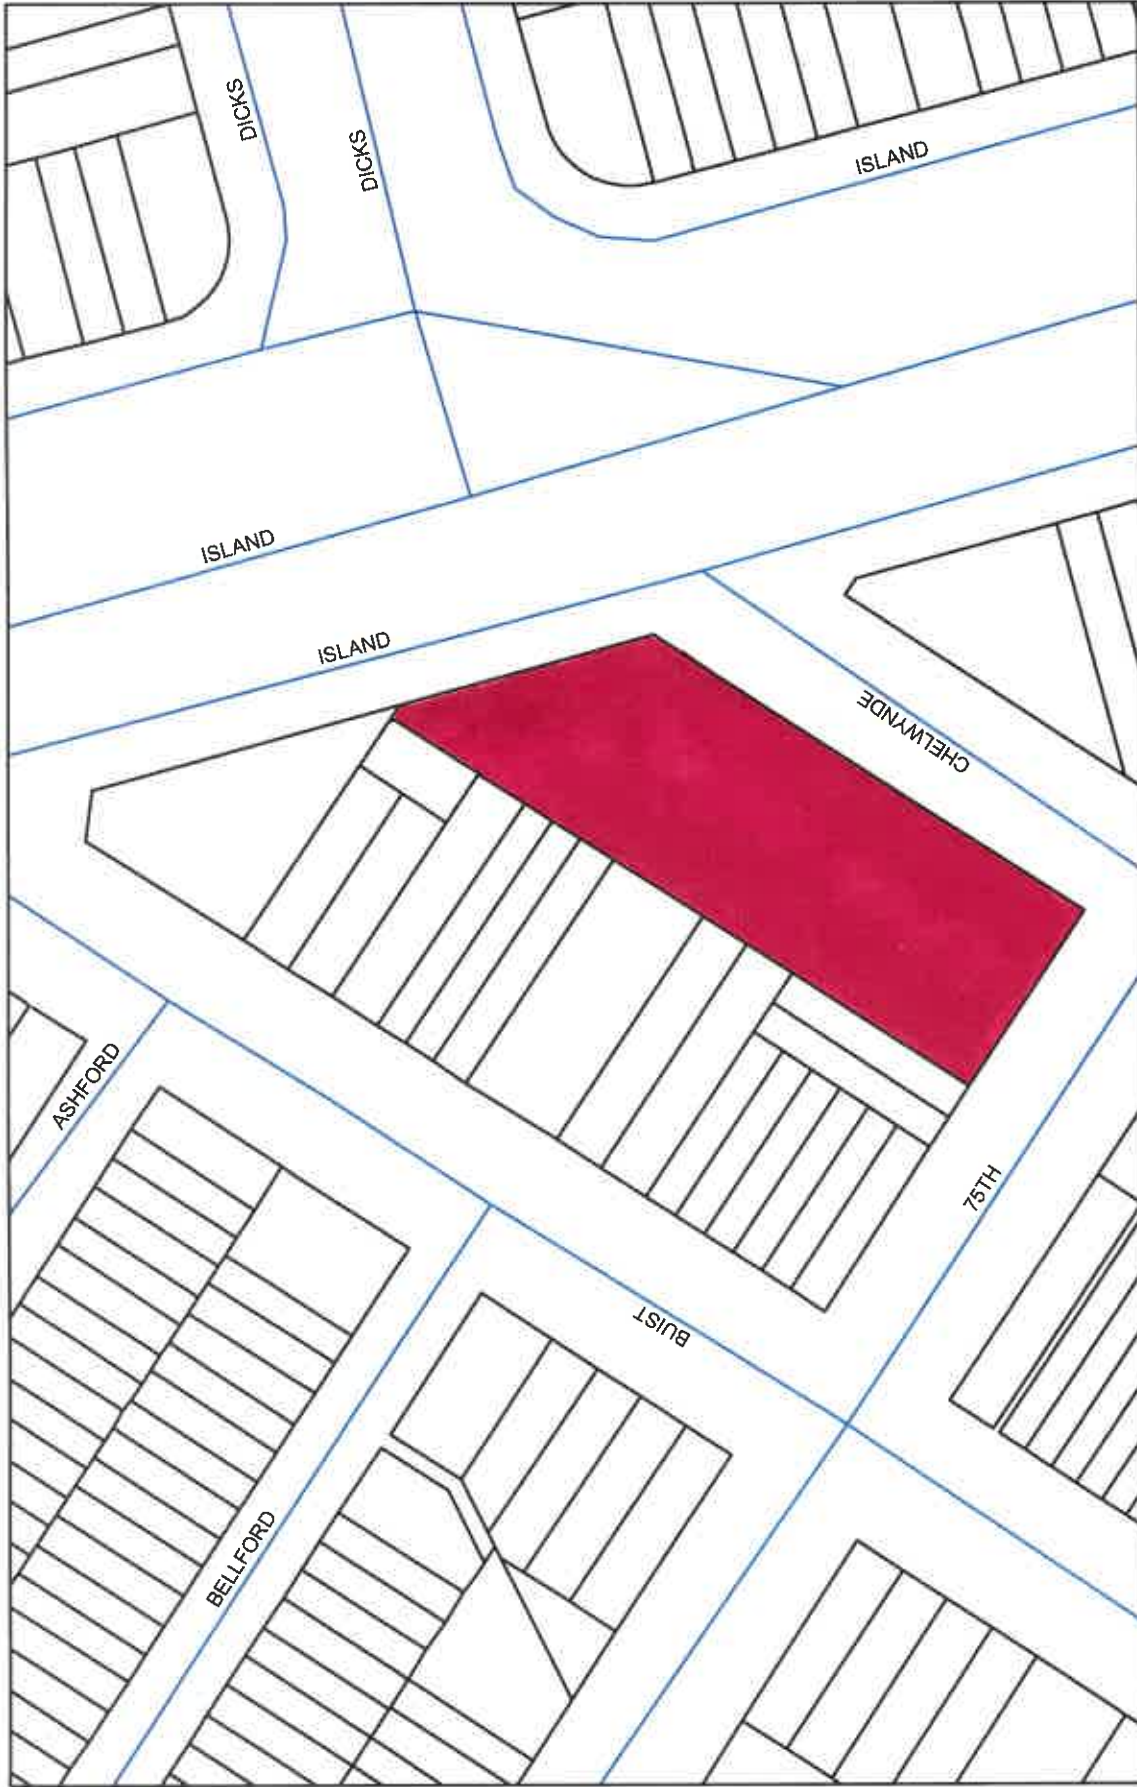 DICKS
DICKS
ISLAND
ISLAND
ISLAND
CHELWYNDE
ASHFORD
75TH
BUIST
BELLFORD